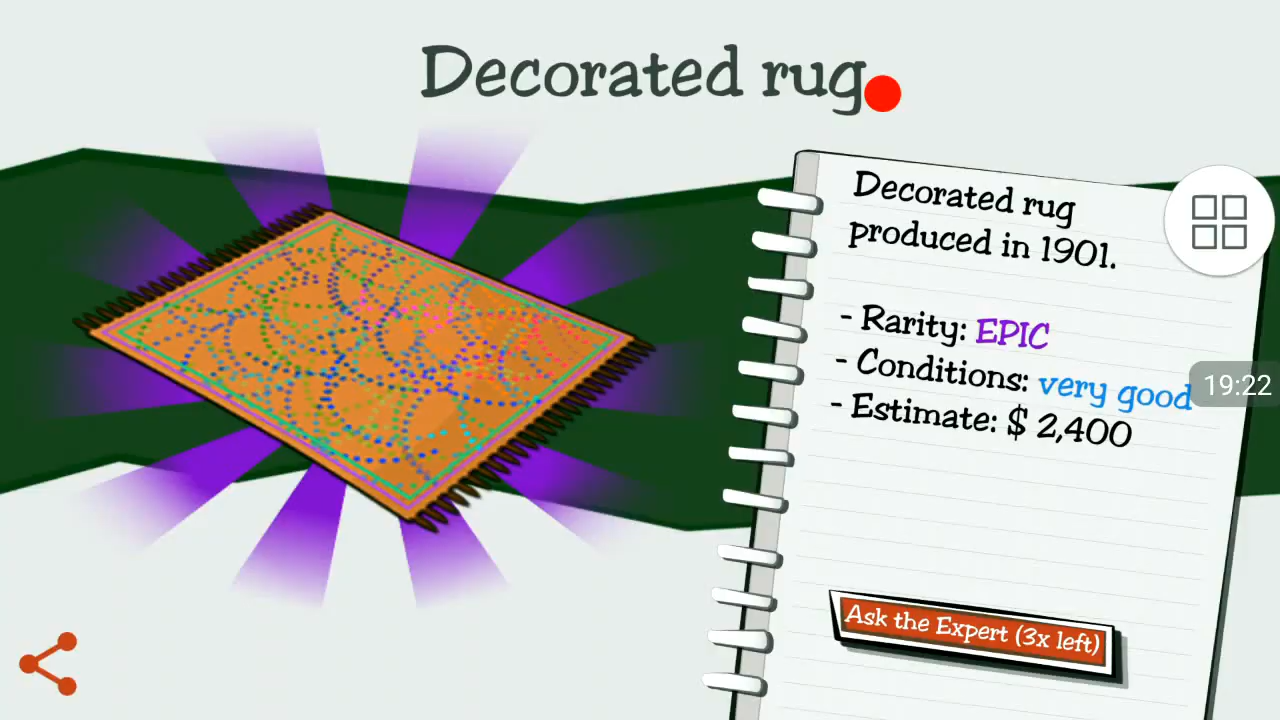 Decorated rug
Decorated rug
produced in 1901.
- Rarity: EPIC
- Conditions: very good
- Estimate: $ 2,400
19:22
Ask the Expert (3x left)